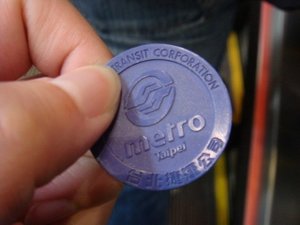 TRANSIT CORPORATION
metro
Taipei
台北捷運公司